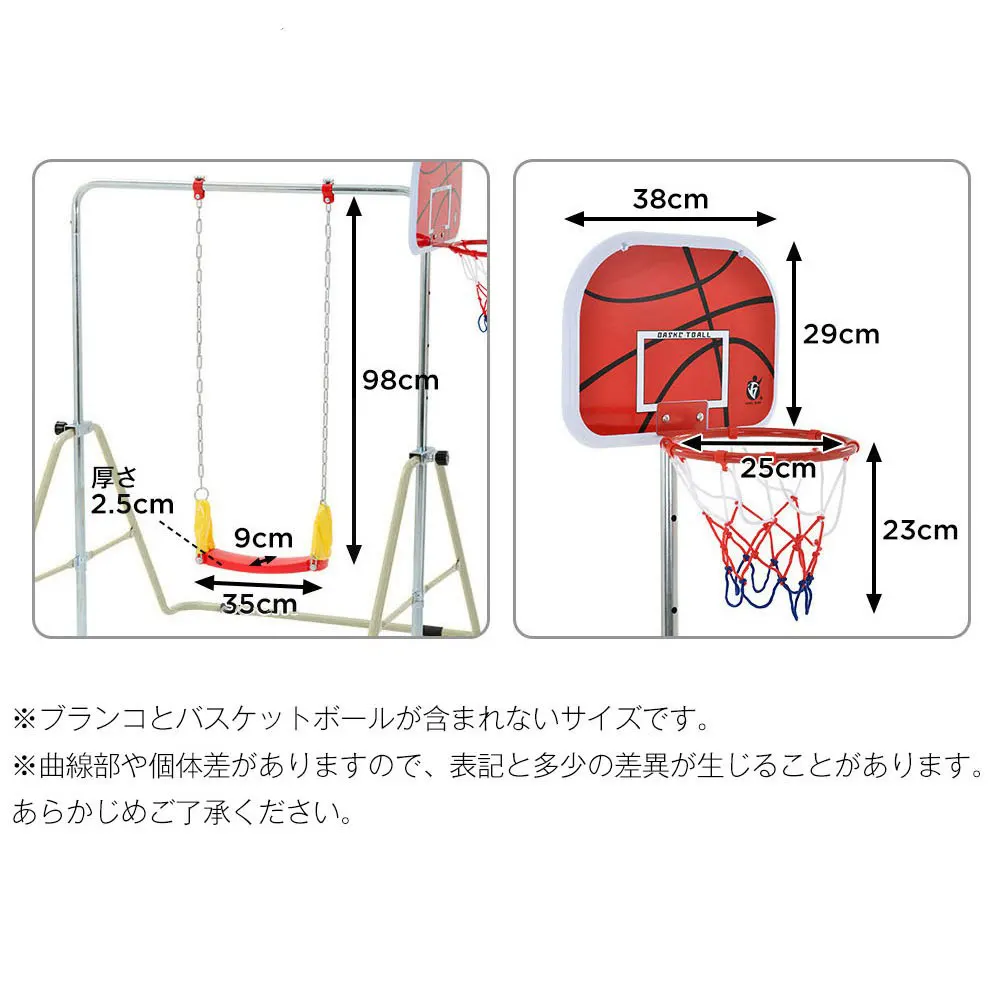 98cm
厚さ
2.5cm
9cm
35cm
38cm
29cm
BASKETBALL
25cm
23cm
※ブランコとバスケットボールが含まれないサイズです。
※曲線部や個体差がありますので、表記と多少の差異が生じることがあります。
あらかじめご了承ください。